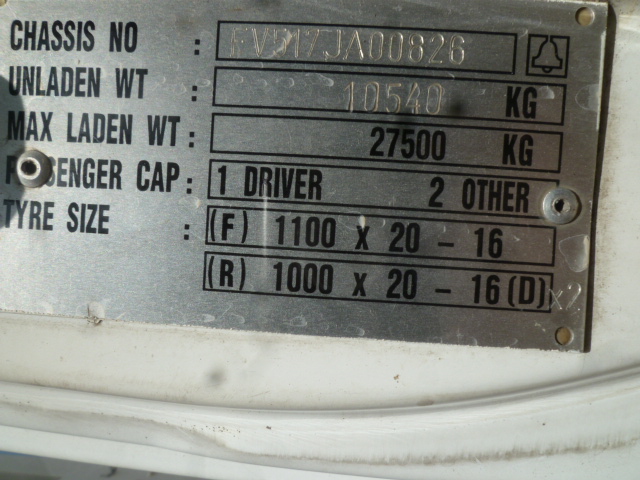 CHASSIS NO : FV517JA00826
UNLADEN WT : 10540 KG
MAX LADEN WT: 27500 KG
CAP: 1 DRIVER 2 OTHER
TYRE SIZE : (F) 1100 x 20 - 16
(R) 1000 x 20 - 16 (D) x2